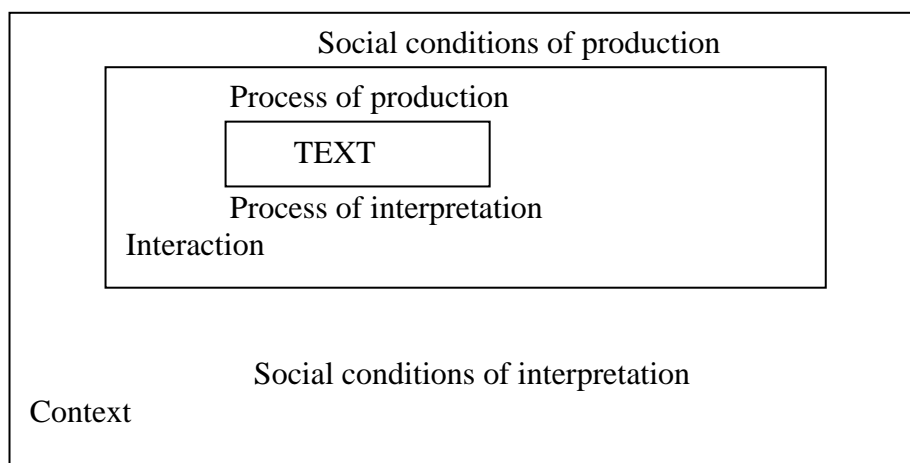 Social conditions of production
Process of production
TEXT
Process of interpretation
Interaction
Social conditions of interpretation
Context